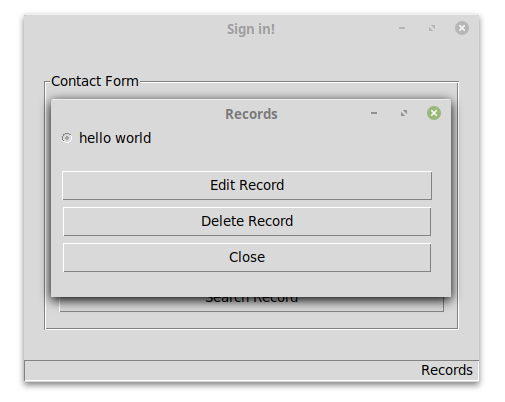 Sign in!
Contact Form
Records
hello world
Edit Record
Delete Record
Close
Search Record
Records